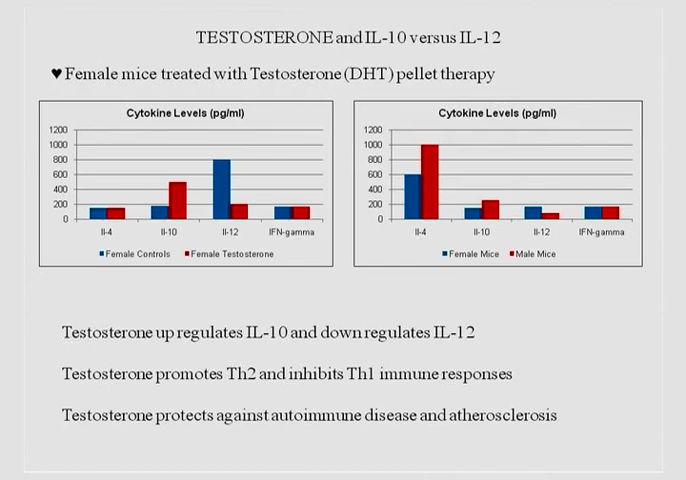 TESTOSTERONE and IL-10 versus IL-12
♥ Female mice treated with Testosterone (DHT) pellet therapy
Cytokine Levels (pg/ml)
1200
1000
800
600
400
200
0
Il-4 Il-10 Il-12 IFN-gamma
Female Controls Female Testosterone
Cytokine Levels (pg/ml)
1200
1000
800
600
400
200
0
Il-4 Il-10 Il-12 IFN-gamma
Female Mice Male Mice
Testosterone up regulates IL-10 and down regulates IL-12
Testosterone promotes Th2 and inhibits Th1 immune responses
Testosterone protects against autoimmune disease and atherosclerosis